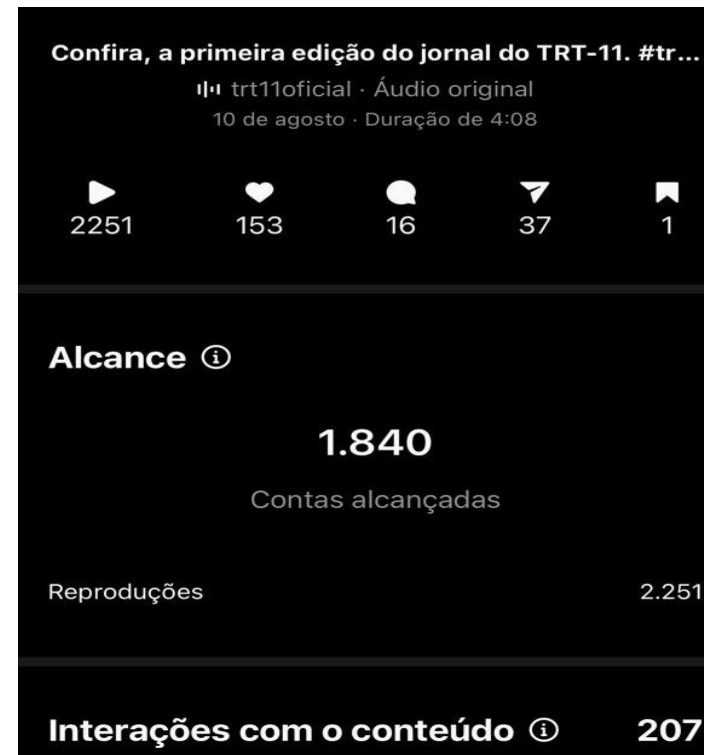 Confira, a primeira edição do jornal do TRT-11. #tr...
trt11oficial · Áudio original
10 de agosto · Duração de 4:08
2251 153 16 37 1
Alcance
1.840
Contas alcançadas
Reproduções 2.251
Interações com o conteúdo 207